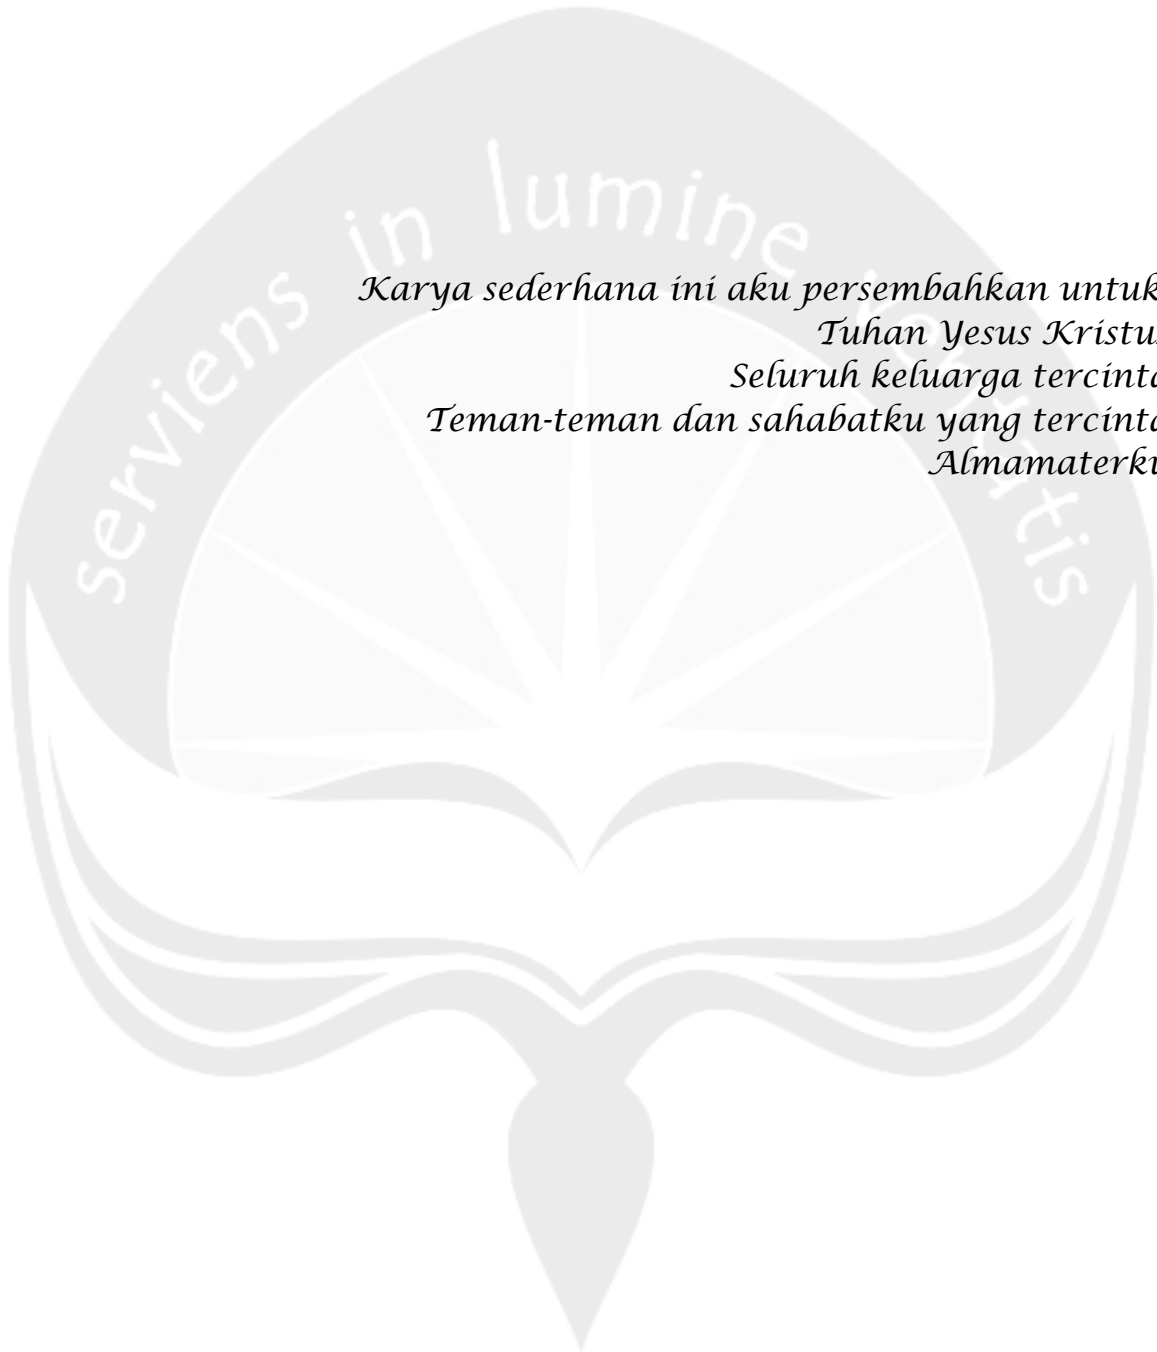 serviens in lumine veritatis
Karya sederhana ini aku persembahkan untuk
Tuhan Yesus Kristus
Seluruh keluarga tercinta
Teman-teman dan sahabatku yang tercinta
Almamaterku